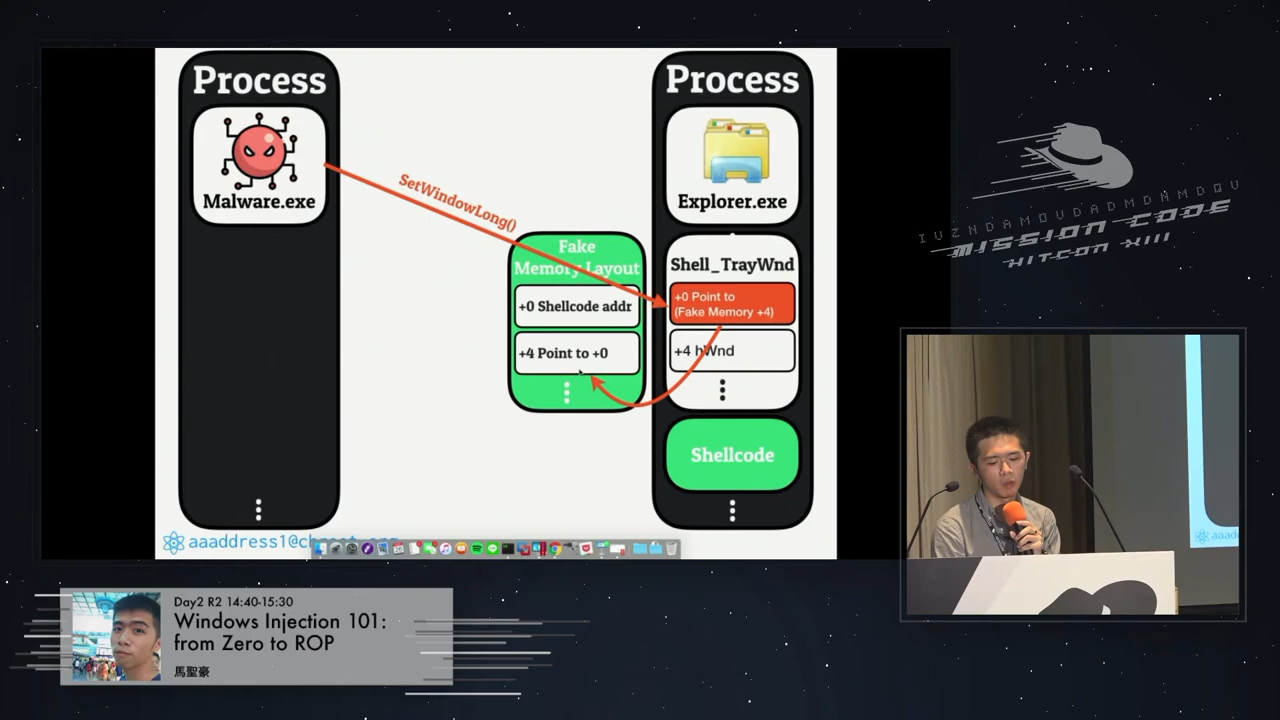 Process
Malware.exe
SetWindowLong()
Fake
Memory Layout
+0 Shellcode addr
+4 Point to +0
Process
Explorer.exe
Shell_TrayWnd
+0 Point to
(Fake Memory +4)
+4 hWnd
Shellcode
IVZNDAMOVDADMDNMDQV
MISSION CODE
HITCON XIII
Day2 R2 14:40-15:30
Windows Injection 101:
from Zero to ROP
馬聖豪